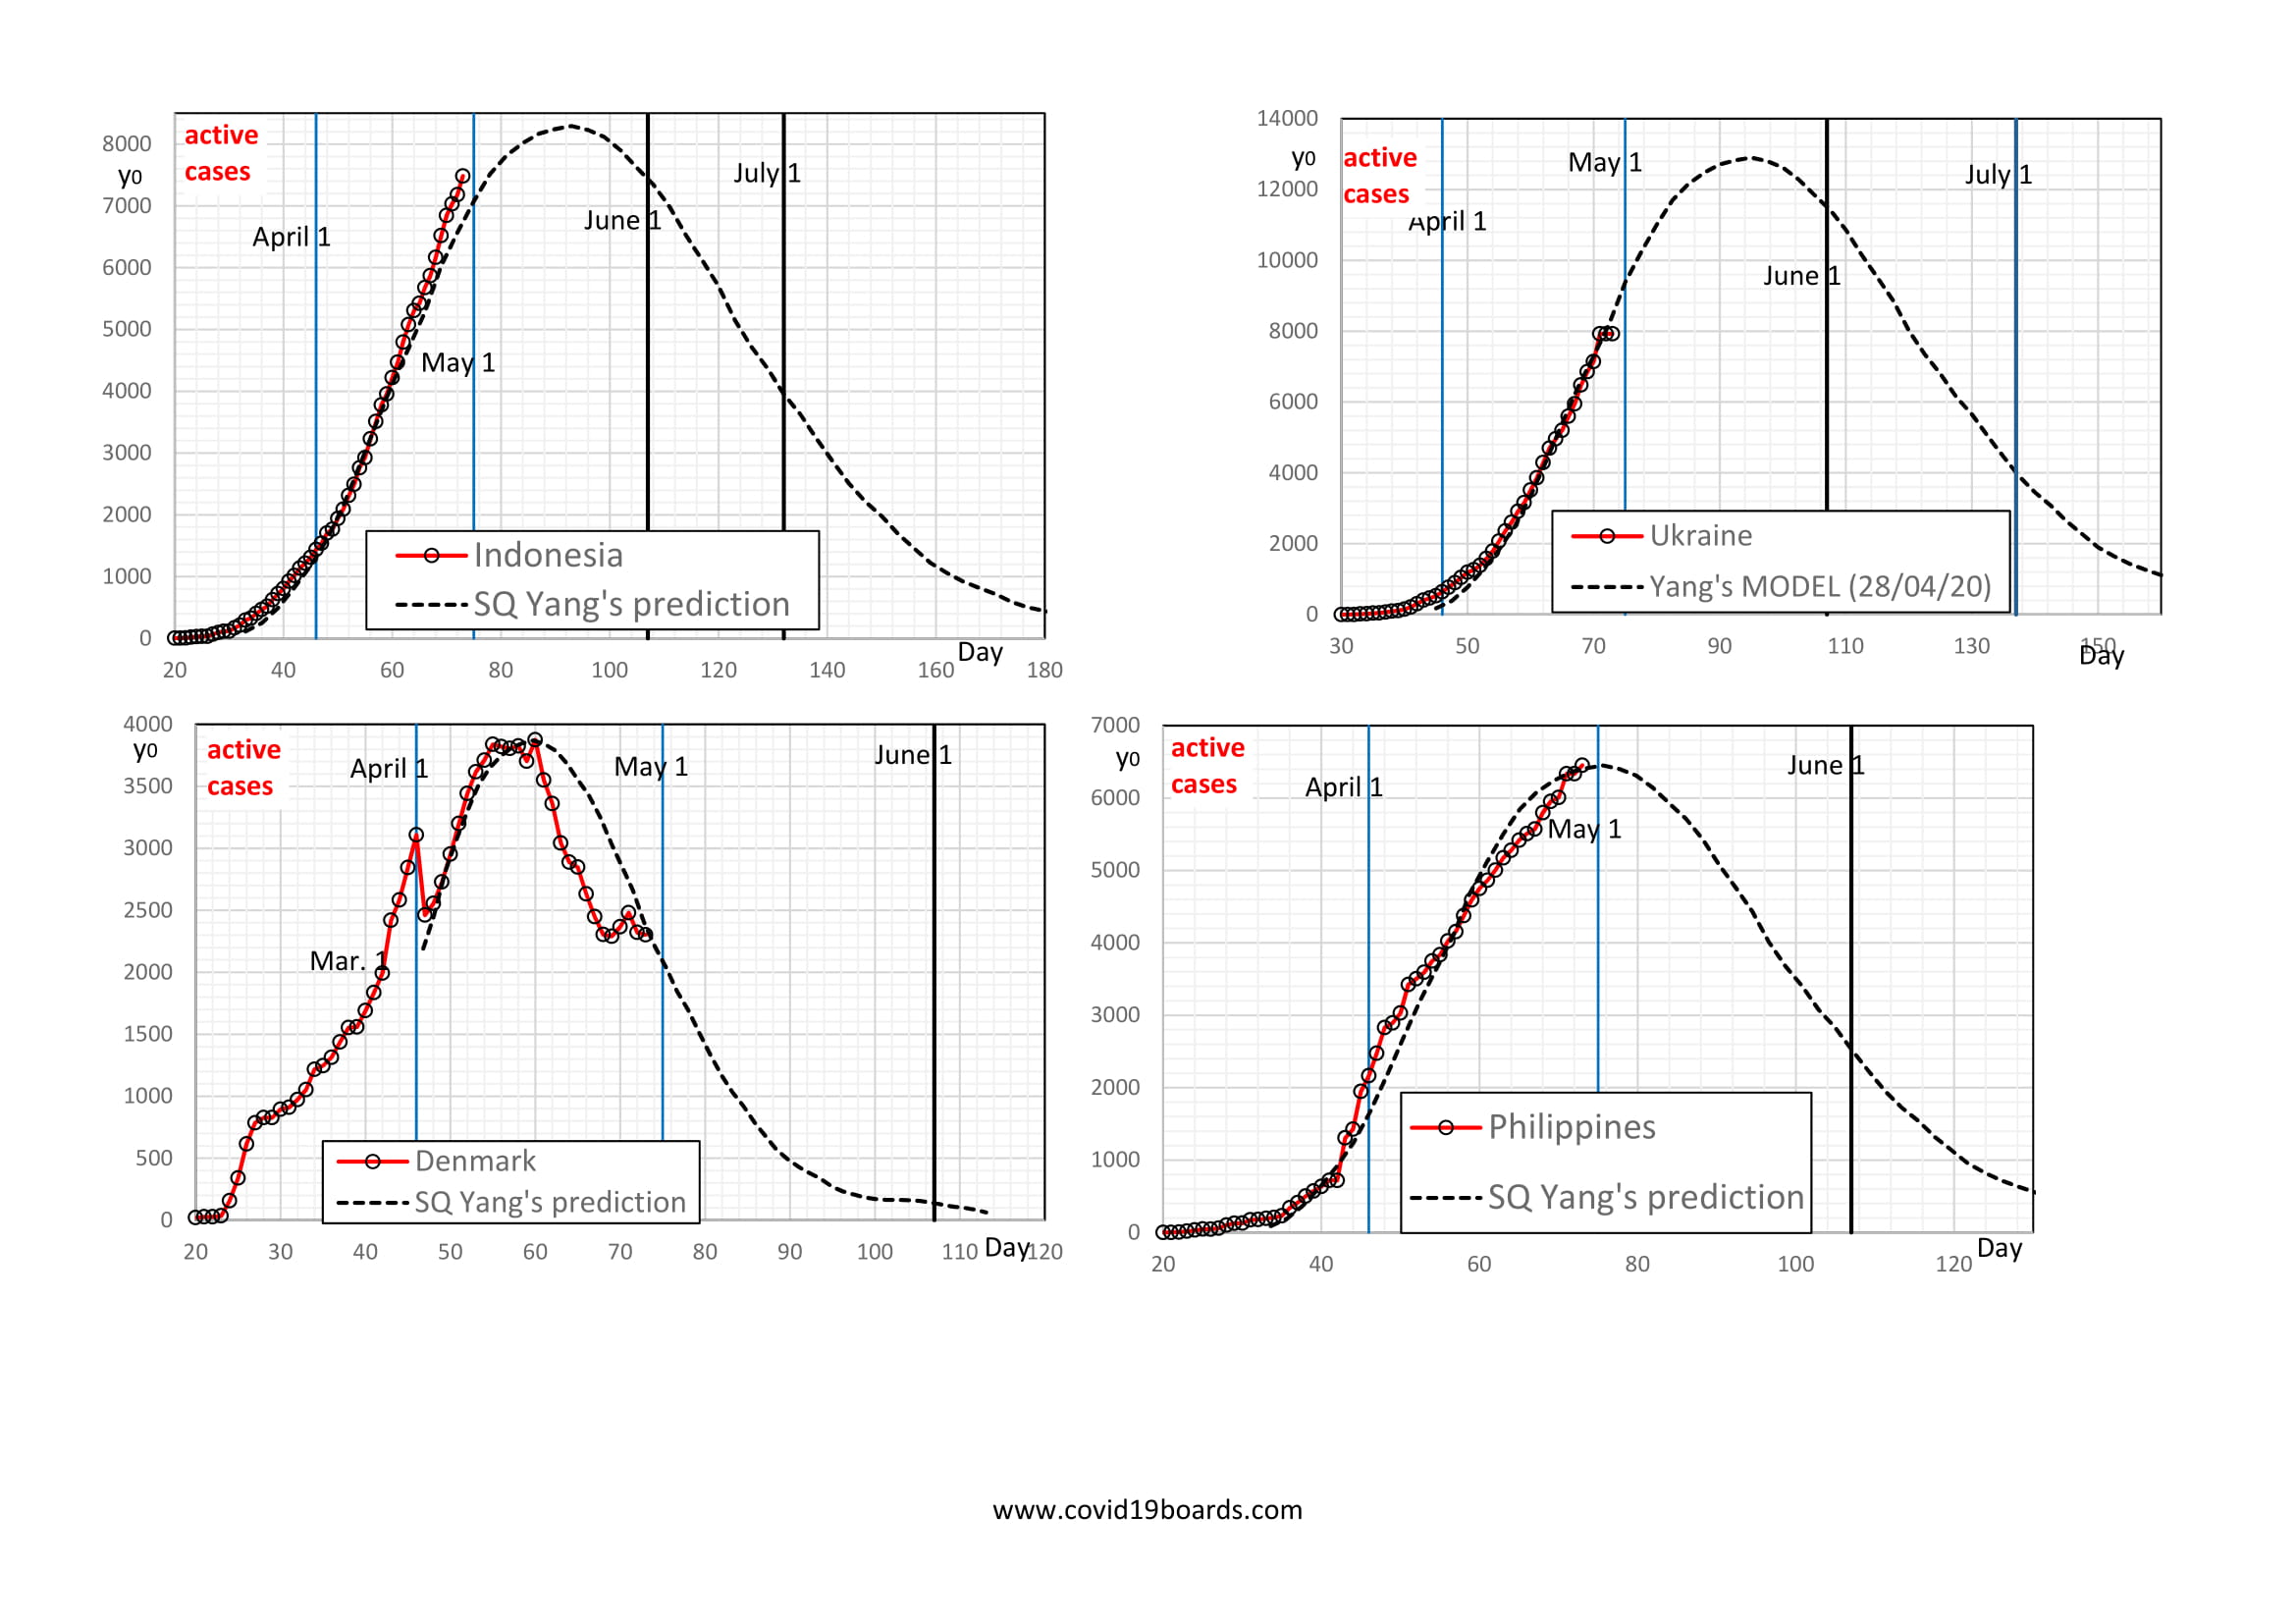 active
cases
y0
8000
7000
6000
5000
4000
3000
2000
1000
0
April 1
May 1
June 1
July 1
Indonesia
SQ Yang's prediction
20 40 60 80 100 120 140 160 180
Day
14000
12000
10000
8000
6000
4000
2000
0
y0
active
cases
April 1
May 1
June 1
July 1
Ukraine
Yang's MODEL (28/04/20)
30 50 70 90 110 130 150
Day
4000
3500
3000
2500
2000
1500
1000
500
0
y0
active
cases
Mar. 1
April 1
May 1
June 1
Denmark
SQ Yang's prediction
20 30 40 50 60 70 80 90 100 110 120
Day
7000
6000
5000
4000
3000
2000
1000
0
y0
active
cases
April 1
May 1
June 1
Philippines
SQ Yang's prediction
20 40 60 80 100 120
Day
www.covid19boards.com